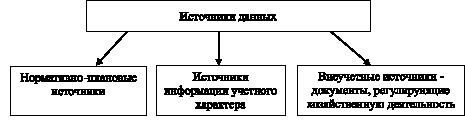 Источники данных
Нормативно-плановые
источники
Источники
информации учетного
характера
Внеучетные источники -
документы, регулирующие
хозяйственную деятельность